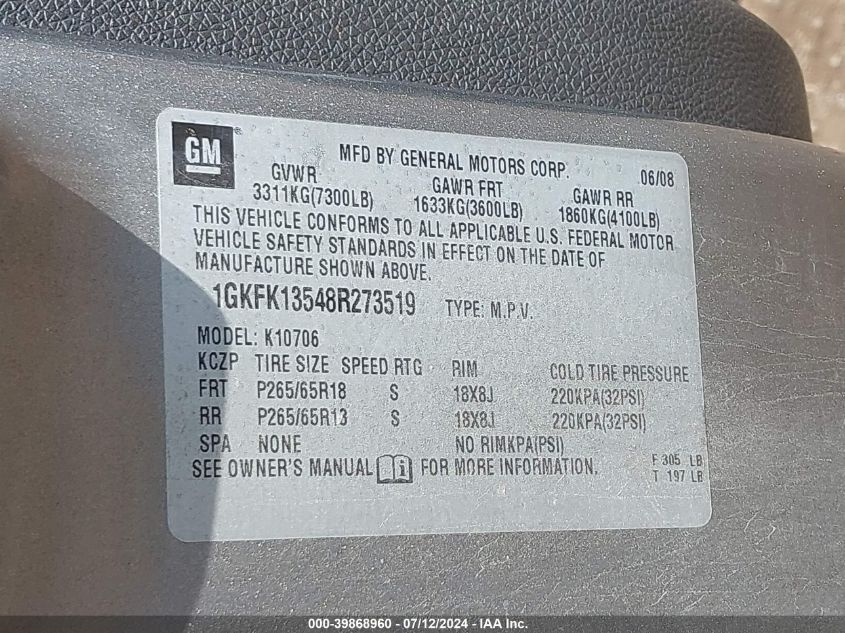 GM
MFD BY GENERAL MOTORS CORP. 06/08
GVWR GAWR FRT GAWR RR
3311KG(7300LB) 1633KG(3600LB) 1860KG(4100LB)
THIS VEHICLE CONFORMS TO ALL APPLICABLE U.S. FEDERAL MOTOR
VEHICLE SAFETY STANDARDS IN EFFECT ON THE DATE OF
MANUFACTURE SHOWN ABOVE.
1GKFK13548R273519 TYPE: M.P.V.
MODEL: K10706
KCZP TIRE SIZE SPEED RTG RIM COLD TIRE PRESSURE
FRT P265/65R18 S 18X8J 220KPA(32PSI)
RR P265/65R13 S 18X8J 220KPA(32PSI)
SPA NONE NO RIMKPA(PSI)
SEE OWNER'S MANUAL i FOR MORE INFORMATION.
F 305 LB
T 197 LB
000-39868960 - 07/12/2024 - IAA Inc.